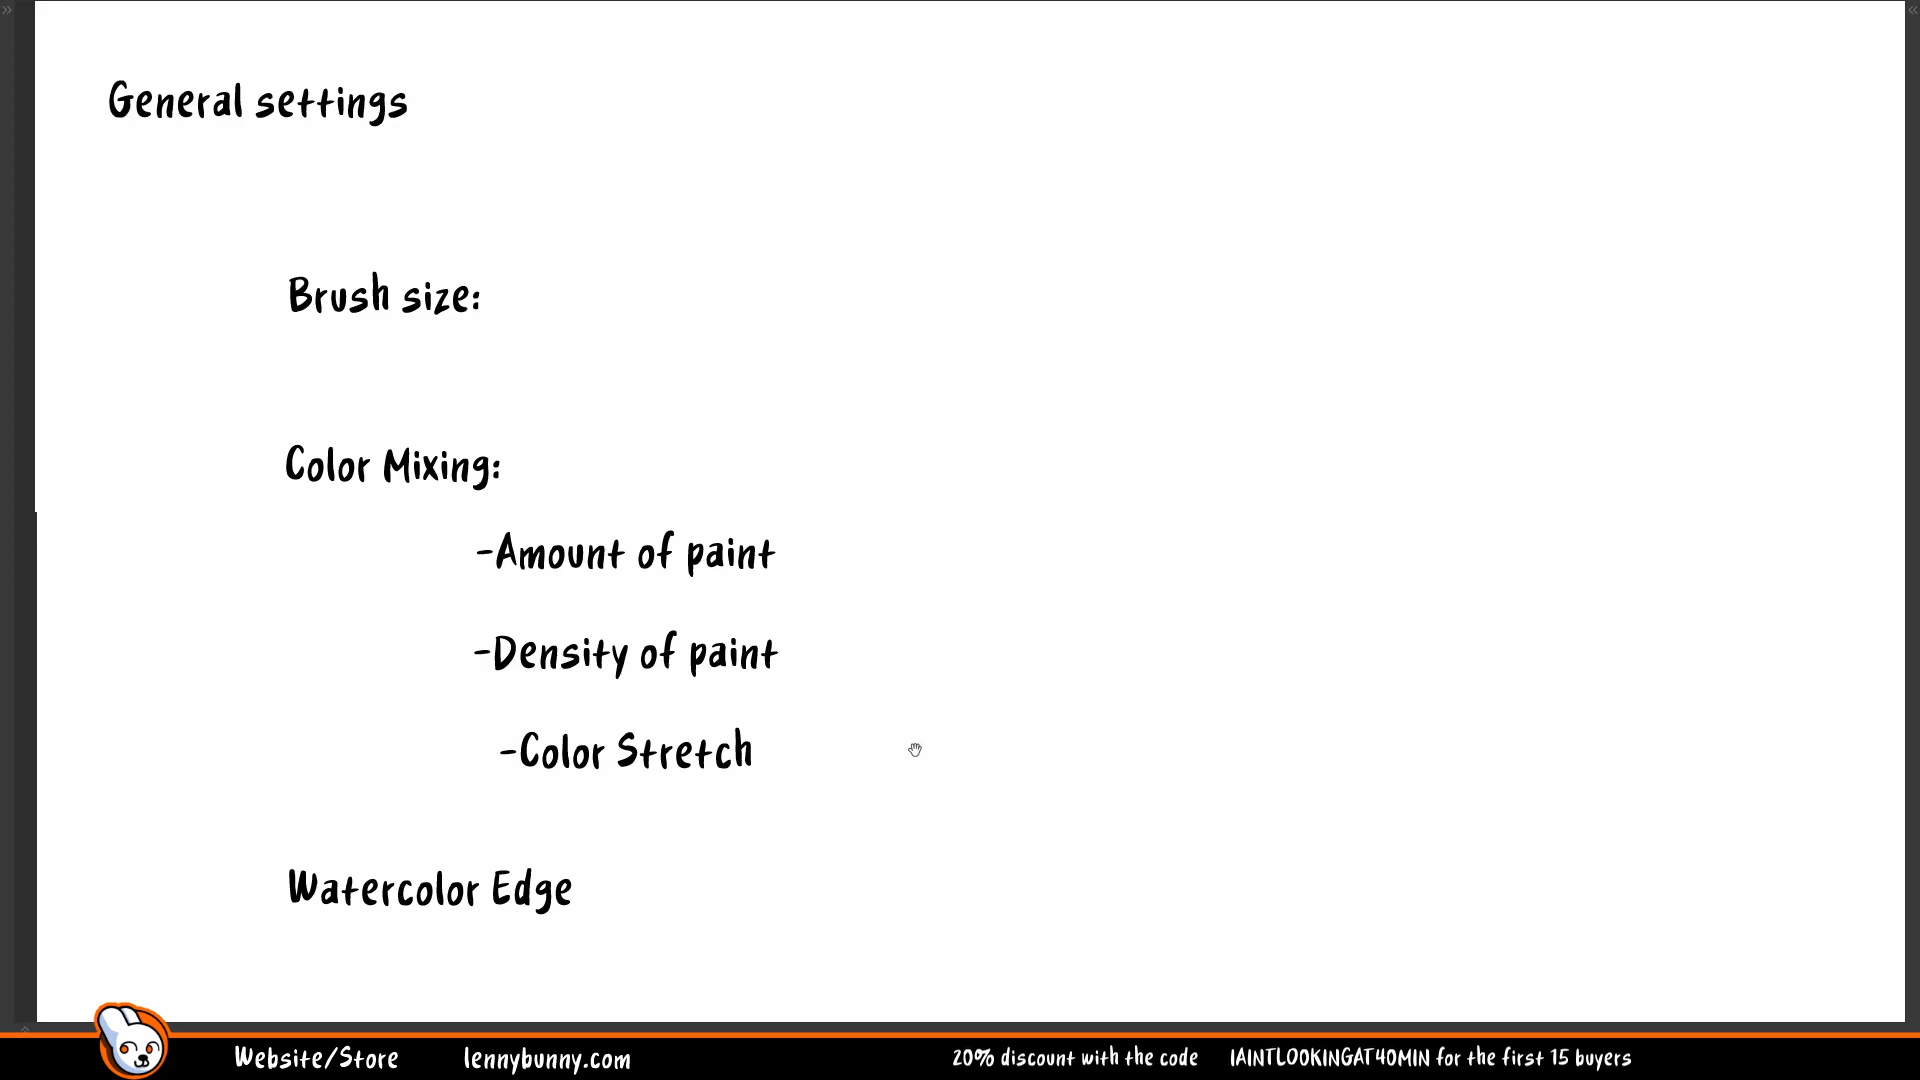 General settings
Brush size:
Color Mixing:
-Amount of paint
-Density of paint
-Color Stretch
Watercolor Edge
Website/Store lennybunny.com 20% discount with the code IAINTLOOKINGAT40MIN for the first 15 buyers